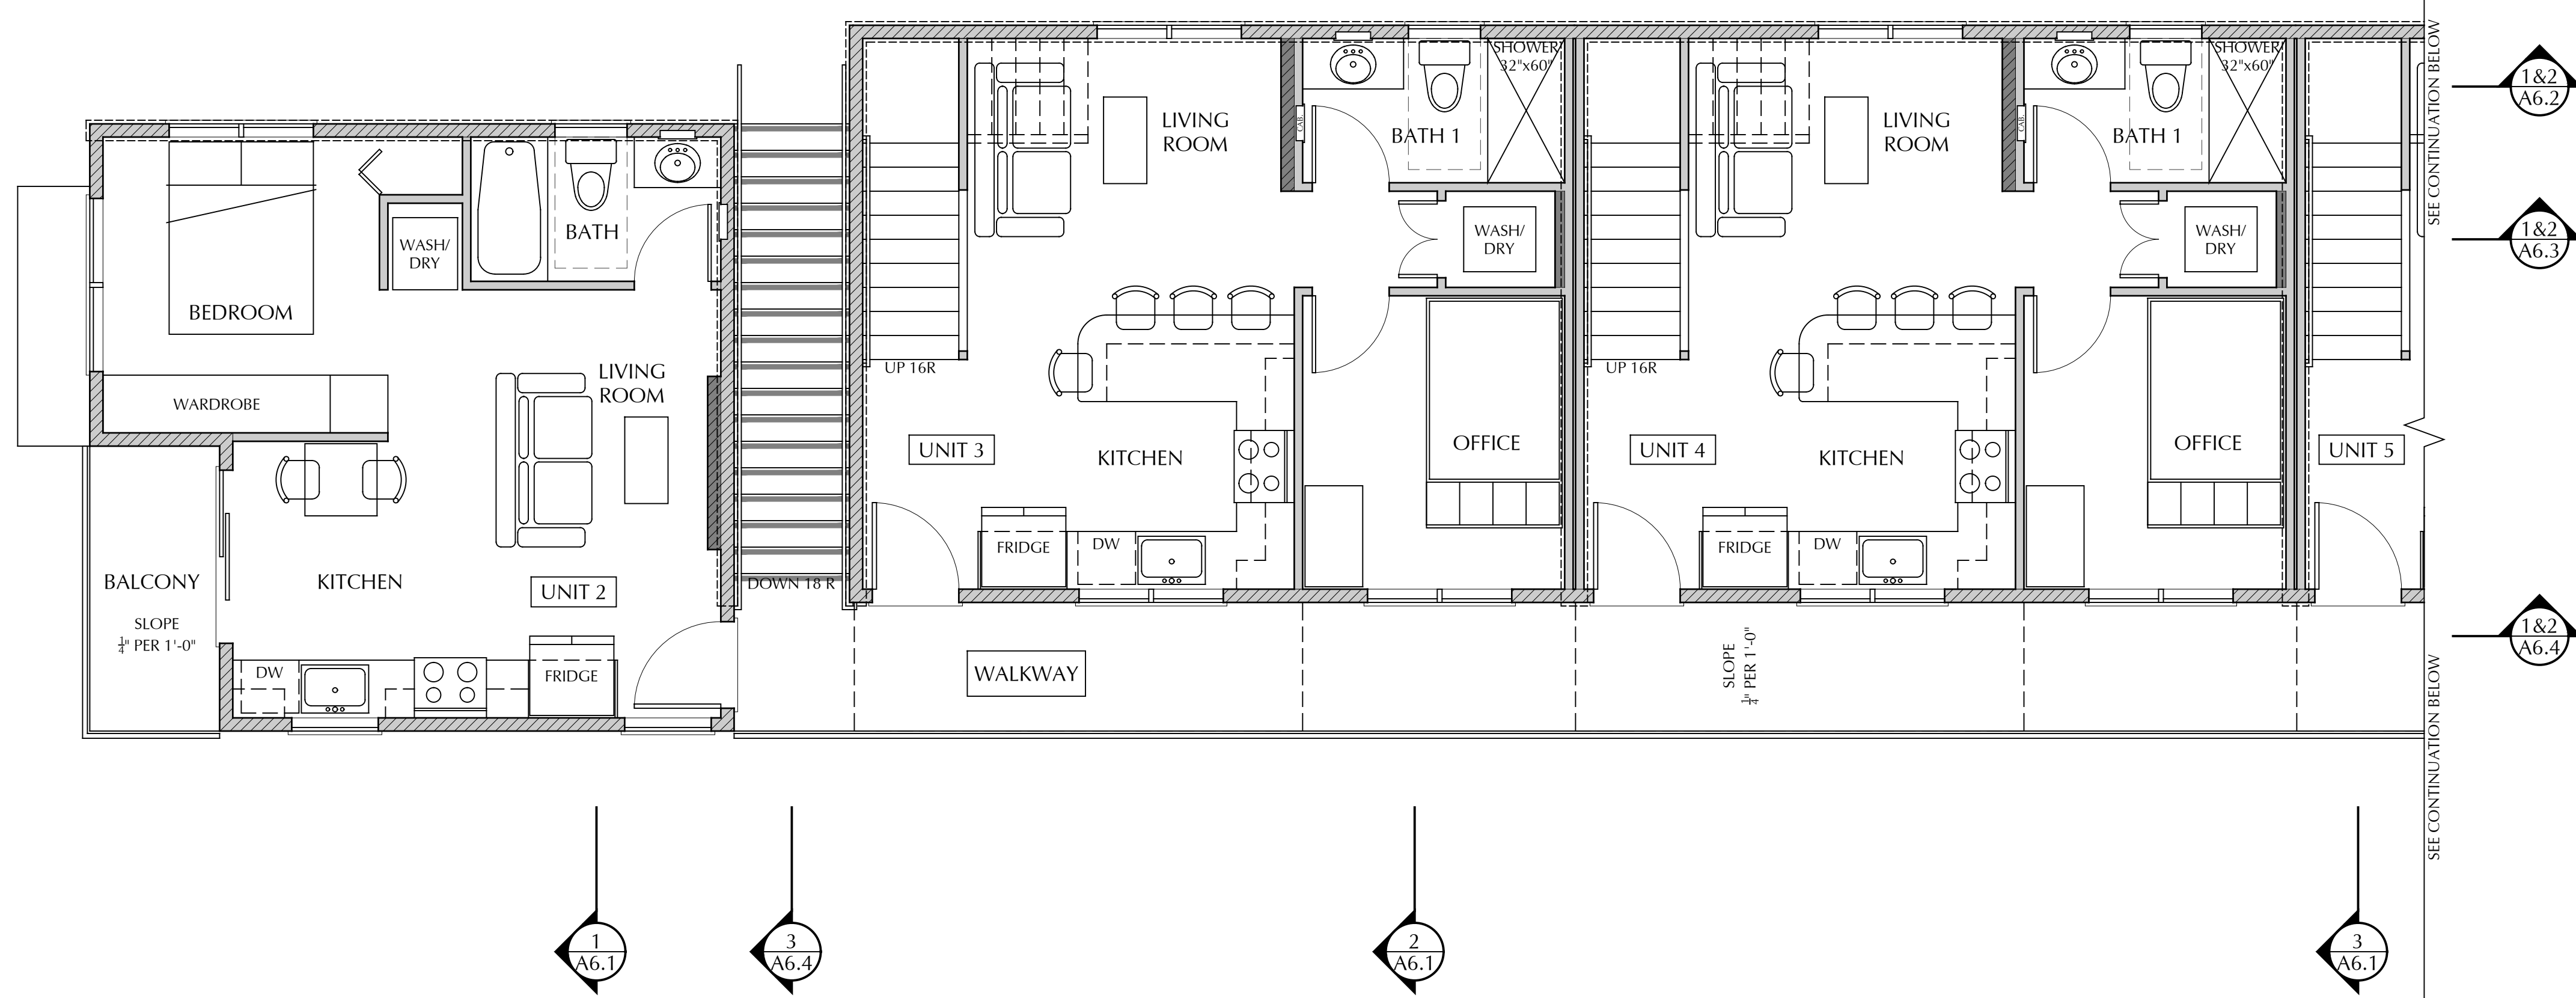 SHOWER
32"x60"
SHOWER
32"x60"
SEE CONTINUATION BELOW
1&2
A6.2
LIVING
ROOM
CAB.
BATH 1
LIVING
ROOM
CAB.
BATH 1
BATH
WASH/
DRY
WASH/
DRY
WASH/
DRY
1&2
A6.3
BEDROOM
UP 16R
UP 16R
LIVING
ROOM
WARDROBE
UNIT 3
KITCHEN
OFFICE
UNIT 4
KITCHEN
OFFICE
UNIT 5
FRIDGE
DW
FRIDGE
DW
BALCONY
KITCHEN
UNIT 2
DOWN 18 R
SLOPE
1/4" PER 1'-0"
1&2
A6.4
DW
FRIDGE
WALKWAY
SLOPE
1/4" PER 1'-0"
SEE CONTINUATION BELOW
1
A6.1
3
A6.4
2
A6.1
3
A6.1